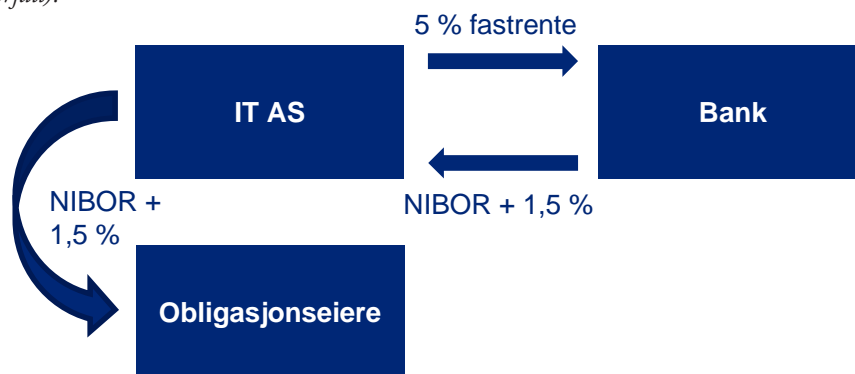 5 % fastrente
IT AS
Bank
NIBOR + 1,5 %
NIBOR +
1,5 %
Obligasjonseiere